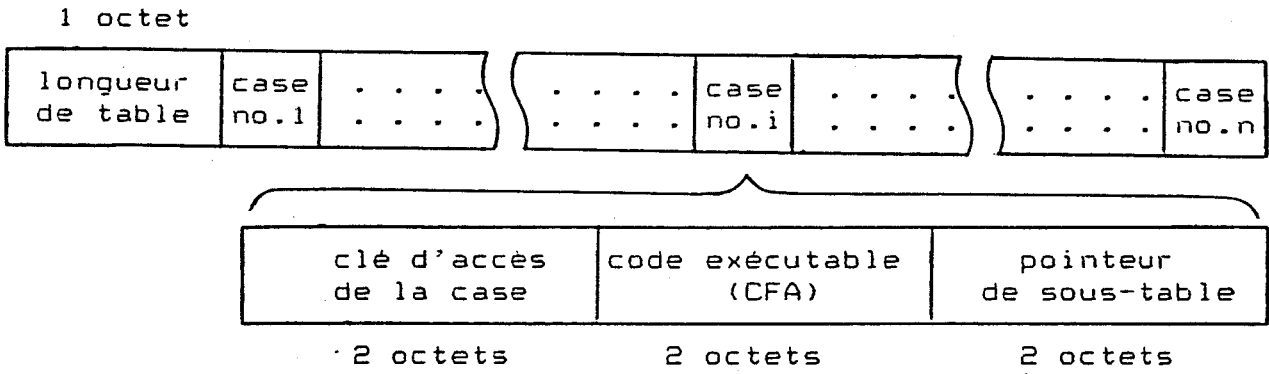 1 octet
longueur case . . . . . . . . case . . . . . . . . case
de table no.1 . . . . . . . . no.i . . . . . . . . no.n
clé d'accès code exécutable pointeur
de la case (CFA) de sous-table
2 octets 2 octets 2 octets